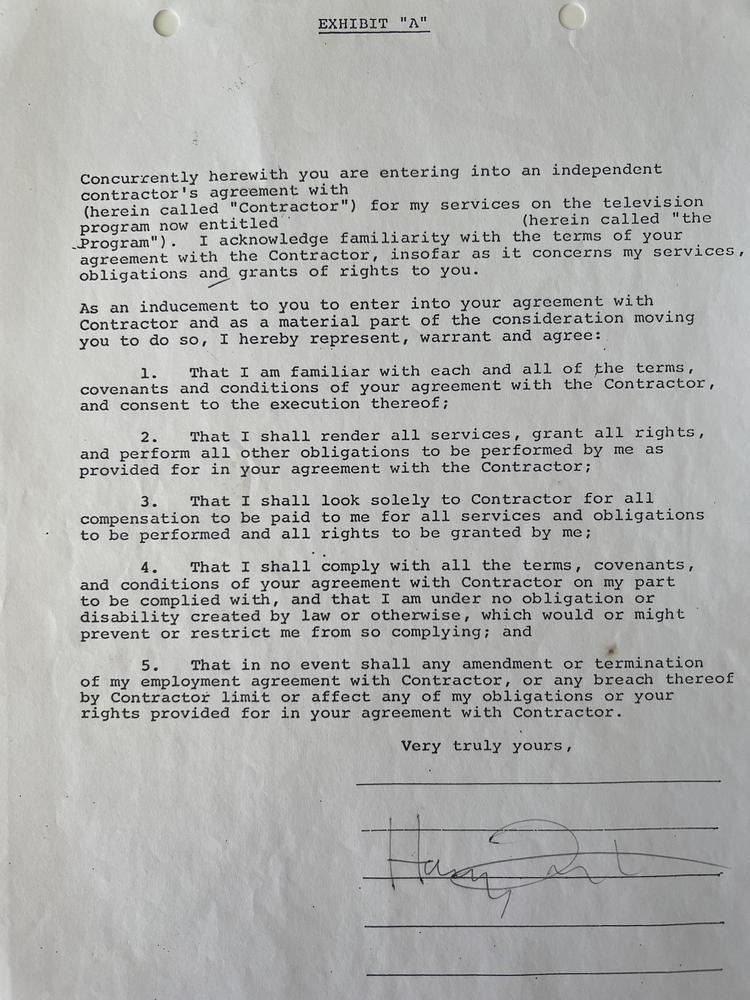 EXHIBIT "A"
Concurrently herewith you are entering into an independent
contractor's agreement with
(herein called "Contractor") for my services on the television
program now entitled (herein called "the
Program"). I acknowledge familiarity with the terms of your
agreement with the Contractor, insofar as it concerns my services,
obligations and grants of rights to you.
As an inducement to you to enter into your agreement with
Contractor and as a material part of the consideration moving
you to do so, I hereby represent, warrant and agree:
1. That I am familiar with each and all of the terms,
covenants and conditions of your agreement with the Contractor,
and consent to the execution thereof;
2. That I shall render all services, grant all rights,
and perform all other obligations to be performed by me as
provided for in your agreement with the Contractor;
3. That I shall look solely to Contractor for all
compensation to be paid to me for all services and obligations
to be performed and all rights to be granted by me;
4. That I shall comply with all the terms, covenants,
and conditions of your agreement with Contractor on my part
to be complied with, and that I am under no obligation or
disability created by law or otherwise, which would or might
prevent or restrict me from so complying; and
5. That in no event shall any amendment or termination
of my employment agreement with Contractor, or any breach thereof
by Contractor limit or affect any of my obligations or your
rights provided for in your agreement with Contractor.
Very truly yours,
Harry